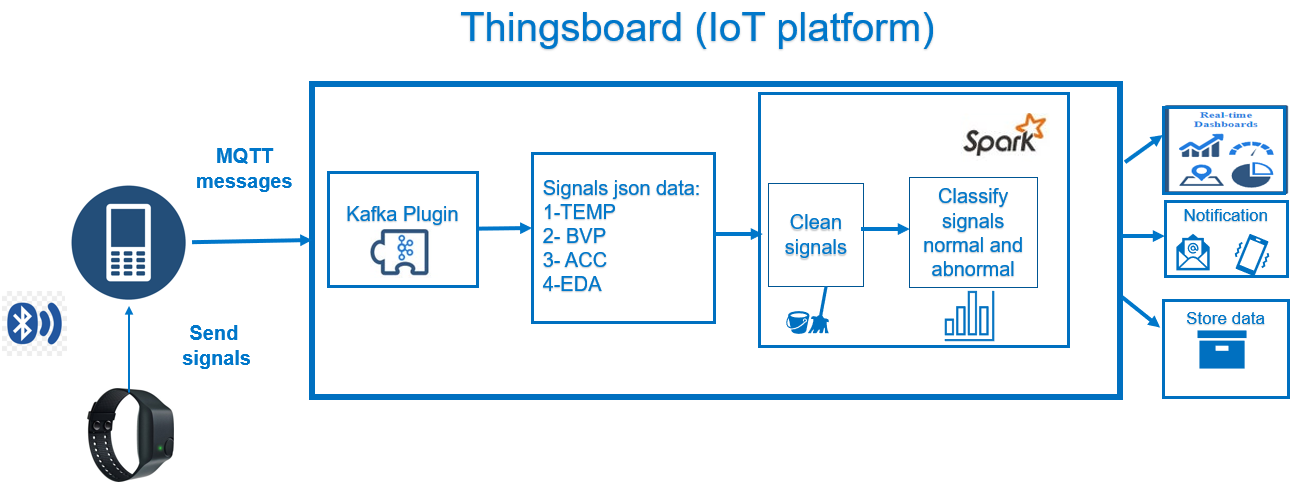 Thingsboard (IoT platform)
MQTT
messages
Send
signals
Kafka Plugin
Signals json data:
1-TEMP
2- BVP
3- ACC
4-EDA
Spark
Clean
signals
Classify
signals
normal and
abnormal
Real-time
Dashboards
Notification
@
Store data